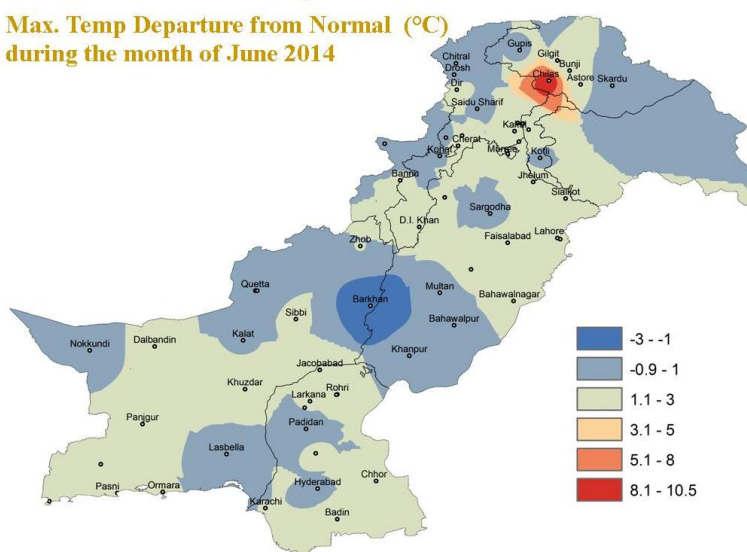 Max. Temp Departure from Normal (°C)
during the month of June 2014
Gupis
Gilgit
Chitral
Bunji
Drosh
Chilas
Astore
Skardu
Dir
Saidu Sharif
Cherat
Kohat
Kotli
Bannu
Jhelum
Sialkot
Sargodha
D.I. Khan
Zhob
Faisalabad
Lahore
Quetta
Multan
Barkhan
Bahawalnagar
Sibbi
Bahawalpur
Nokkundi
Dalbandin
Kalat
Khanpur
Jacobabad
Khuzdar
Rohri
Larkana
Panjgur
Padidan
Lasbella
Chhor
Hyderabad
Pasni
Ormara
Karachi
Badin
-3 - -1
-0.9 - 1
1.1 - 3
3.1 - 5
5.1 - 8
8.1 - 10.5